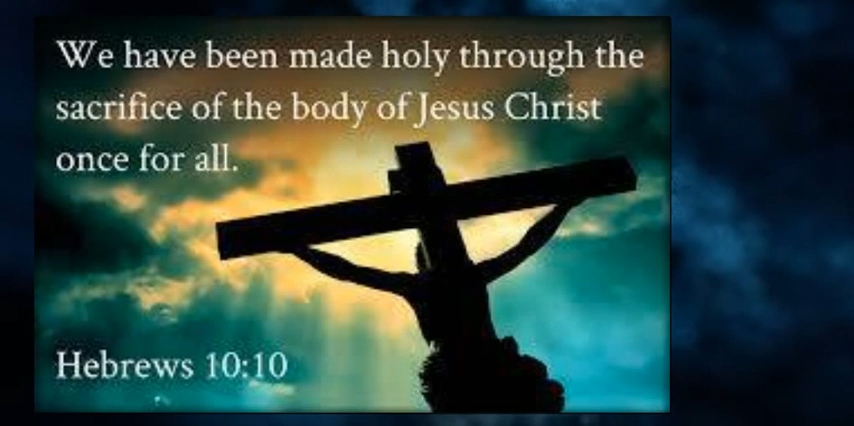 We have been made holy through the
sacrifice of the body of Jesus Christ
once for all.
Hebrews 10:10